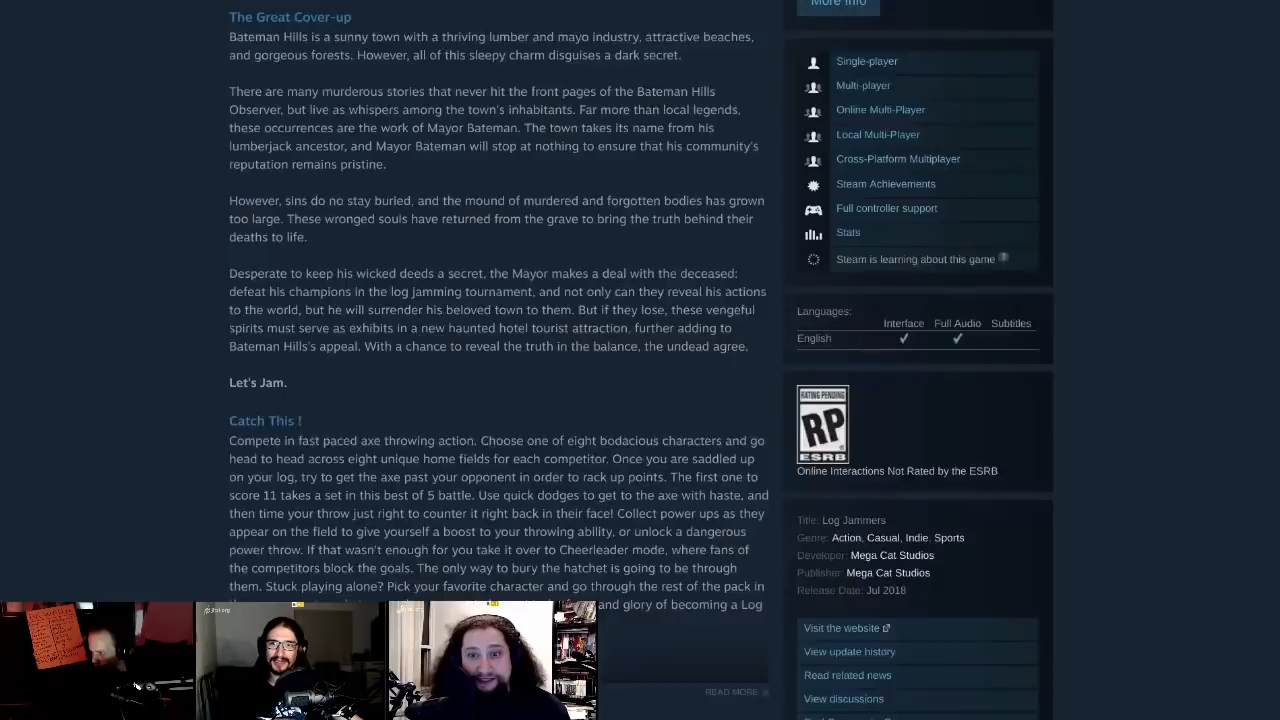 The Great Cover-up
Bateman Hills is a sunny town with a thriving lumber and mayo industry, attractive beaches,
and gorgeous forests. However, all of this sleepy charm disguises a dark secret.
There are many murderous stories that never hit the front pages of the Bateman Hills
Observer, but live as whispers among the town's inhabitants. Far more than local legends,
these occurrences are the work of Mayor Bateman. The town takes its name from his
lumberjack ancestor, and Mayor Bateman will stop at nothing to ensure that his community's
reputation remains pristine.
However, sins do no stay buried, and the mound of murdered and forgotten bodies has grown
too large. These wronged souls have returned from the grave to bring the truth behind their
deaths to life.
Desperate to keep his wicked deeds a secret, the Mayor makes a deal with the deceased:
defeat his champions in the log jamming tournament, and not only can they reveal his actions
to the world, but he will surrender his beloved town to them. But if they lose, these vengeful
spirits must serve as exhibits in a new haunted hotel tourist attraction, further adding to
Bateman Hills's appeal. With a chance to reveal the truth in the balance, the undead agree.
Let's Jam.
Catch This !
Compete in fast paced axe throwing action. Choose one of eight bodacious characters and go
head to head across eight unique home fields for each competitor. Once you are saddled up
on your log, try to get the axe past your opponent in order to rack up points. The first one to
score 11 takes a set in this best of 5 battle. Use quick dodges to get to the axe with haste, and
then time your throw just right to counter it right back in their face! Collect power ups as they
appear on the field to give yourself a boost to your throwing ability, or unlock a dangerous
power throw. If that wasn't enough for you take it over to Cheerleader mode, where fans of
the competitors block the goals. The only way to bury the hatchet is going to be through
them. Stuck playing alone? Pick your favorite character and go through the rest of the pack in
and glory of becoming a Log
READ MORE
More Info
Single-player
Multi-player
Online Multi-Player
Local Multi-Player
Cross-Platform Multiplayer
Steam Achievements
Full controller support
Stats
Steam is learning about this game
Languages:
Interface Full Audio Subtitles
English ✔ ✔
RATING PENDING
RP
ESRB
Online Interactions Not Rated by the ESRB
Title: Log Jammers
Genre: Action, Casual, Indie, Sports
Developer: Mega Cat Studios
Publisher: Mega Cat Studios
Release Date: Jul 2018
Visit the website
View update history
Read related news
View discussions